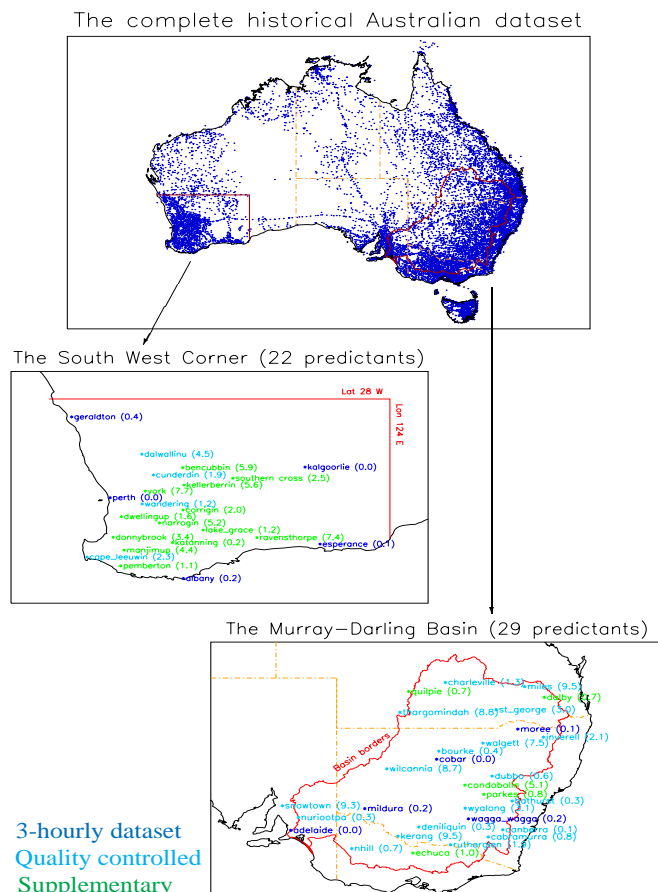 The complete historical Australian dataset
The South West Corner (22 predictants)
Lat 28 W
Lon 124 E
geraldton (0.4)
dalwallinu (4.5)
bencubbin (5.9)
kalgoorlie (0.0)
cunderdin (1.9)
southern cross (2.5)
kellerberrin (5.6)
york (7.7)
perth (0.0)
wandering (1.2)
corrigin (2.0)
dwellingup (1.6)
narrogin (5.2)
lake_grace (1.2)
donnybrook (3.4)
ravensthorpe (7.4)
katanning (0.2)
esperance (0.1)
manjimup (4.4)
cape_leeuwin (2.3)
pemberton (1.1)
albany (0.2)
The Murray-Darling Basin (29 predictants)
charleville (1.3)
miles (9.5)
quilpie (0.7)
dalby (0.7)
thargomindah (8.8)
st_george (3.0)
moree (0.1)
inverell (2.1)
walgett (7.5)
bourke (0.4)
cobar (0.0)
Basin borders
wilcannia (8.7)
dubbo (0.6)
condobolin (5.1)
parkes (0.8)
bathurst (0.3)
snowtown (9.3)
mildura (0.2)
wyalong (3.1)
nuriootpa (0.3)
wagga_wagga (0.2)
adelaide (0.0)
deniliquin (0.3)
canberra (0.1)
kerang (9.5)
cabramurra (0.8)
nhill (0.7)
rutherglen
echuca (1.0)
3-hourly dataset
Quality controlled
Supplementary